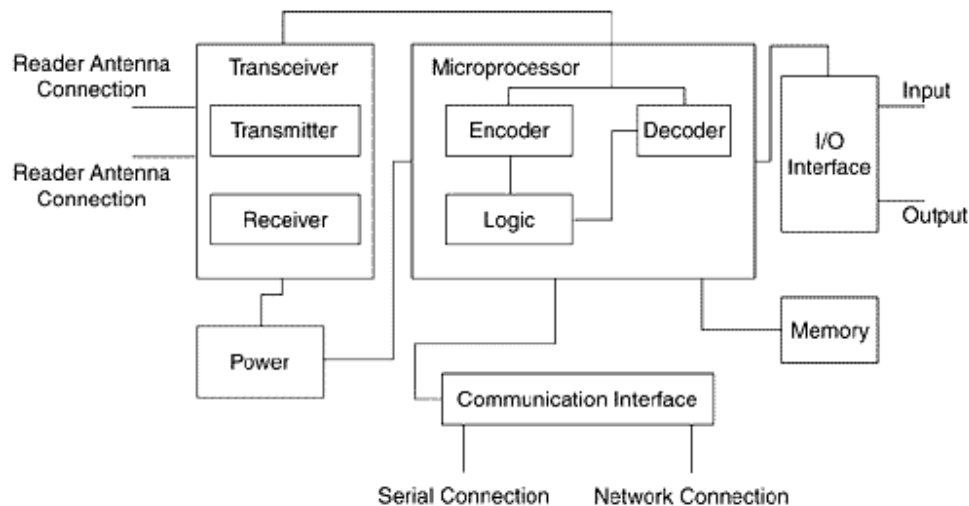 Reader Antenna
Connection
Reader Antenna
Connection
Transceiver
Transmitter
Receiver
Power
Microprocessor
Encoder
Decoder
Logic
I/O
Interface
Input
Output
Memory
Communication Interface
Serial Connection
Network Connection